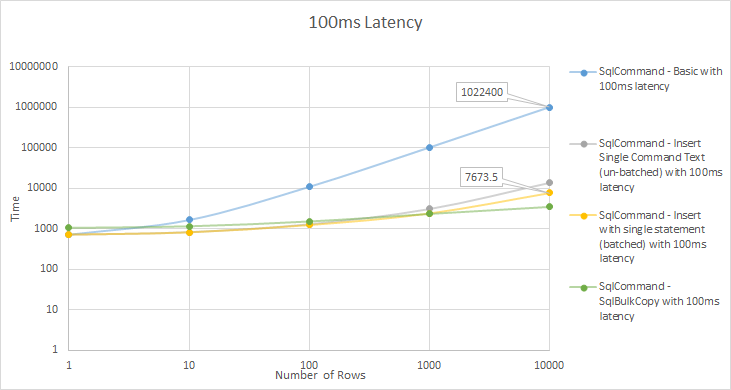 100ms Latency
10000000
1000000
100000
10000
1000
100
10
1
Time
1
10
100
1000
10000
Number of Rows
1022400
7673.5
SqlCommand - Basic with
100ms latency
SqlCommand - Insert
Single Command Text
(un-batched) with 100ms
latency
SqlCommand - Insert
with single statement
(batched) with 100ms
latency
SqlCommand -
SqlBulkCopy with 100ms
latency